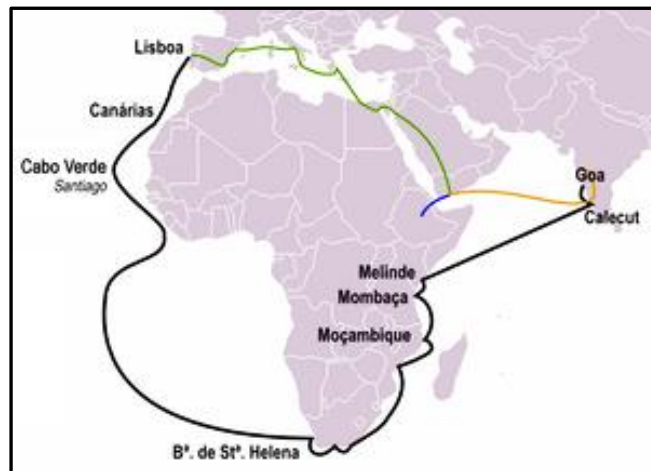 Lisboa
Canárias
Cabo Verde
Santiago
Goa
Calecut
Melinde
Mombaça
Moçambique
Bª. de Stª. Helena